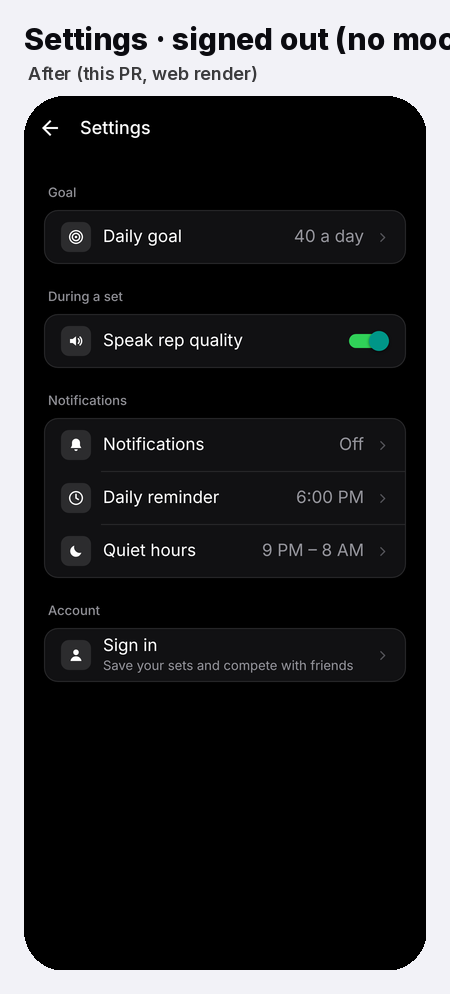 Settings · signed out (no moc
After (this PR, web render)
Settings
Goal
Daily goal 40 a day
During a set
Speak rep quality
Notifications
Notifications Off
Daily reminder 6:00 PM
Quiet hours 9 PM – 8 AM
Account
Sign in
Save your sets and compete with friends